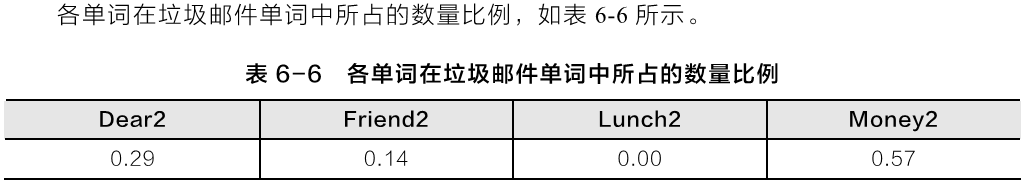 各单词在垃圾邮件单词中所占的数量比例，如表 6-6 所示。
表 6-6 各单词在垃圾邮件单词中所占的数量比例
Dear2 Friend2 Lunch2 Money2
0.29 0.14 0.00 0.57